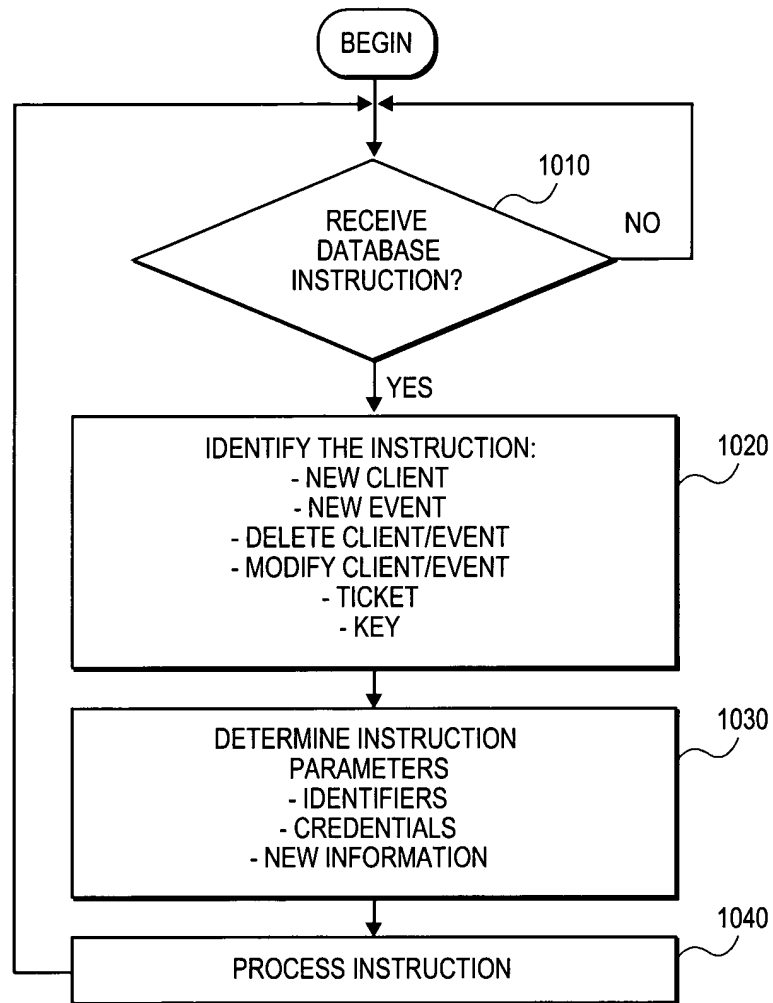 BEGIN
1010
RECEIVE
DATABASE
INSTRUCTION?
NO
YES
1020
IDENTIFY THE INSTRUCTION:
- NEW CLIENT
- NEW EVENT
- DELETE CLIENT/EVENT
- MODIFY CLIENT/EVENT
- TICKET
- KEY
1030
DETERMINE INSTRUCTION
PARAMETERS
- IDENTIFIERS
- CREDENTIALS
- NEW INFORMATION
1040
PROCESS INSTRUCTION